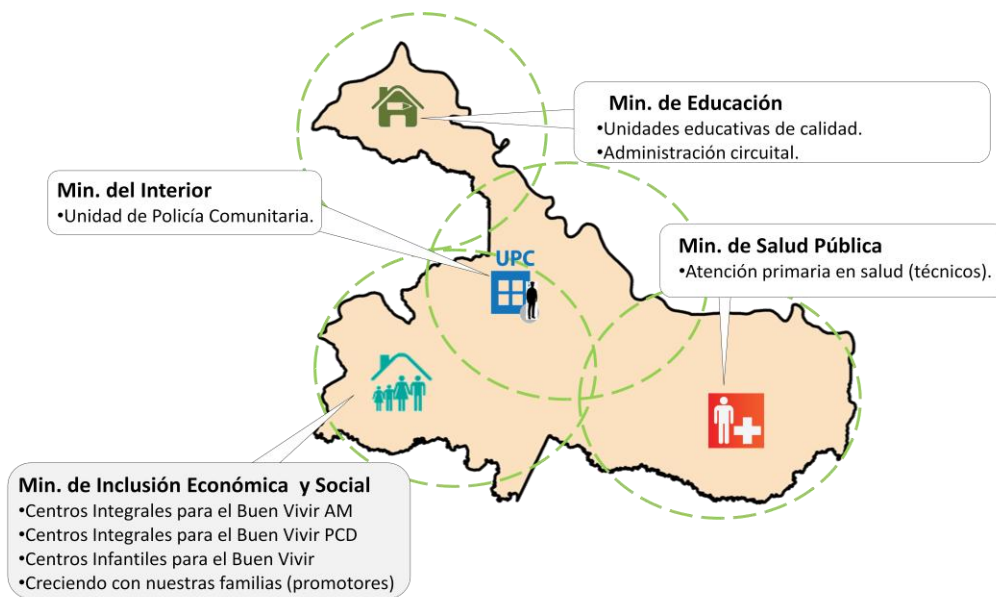 Min. de Educación
•Unidades educativas de calidad.
•Administración circuital.
Min. del Interior
•Unidad de Policía Comunitaria.
UPC
Min. de Salud Pública
•Atención primaria en salud (técnicos).
Min. de Inclusión Económica y Social
•Centros Integrales para el Buen Vivir AM
•Centros Integrales para el Buen Vivir PCD
•Centros Infantiles para el Buen Vivir
•Creciendo con nuestras familias (promotores)